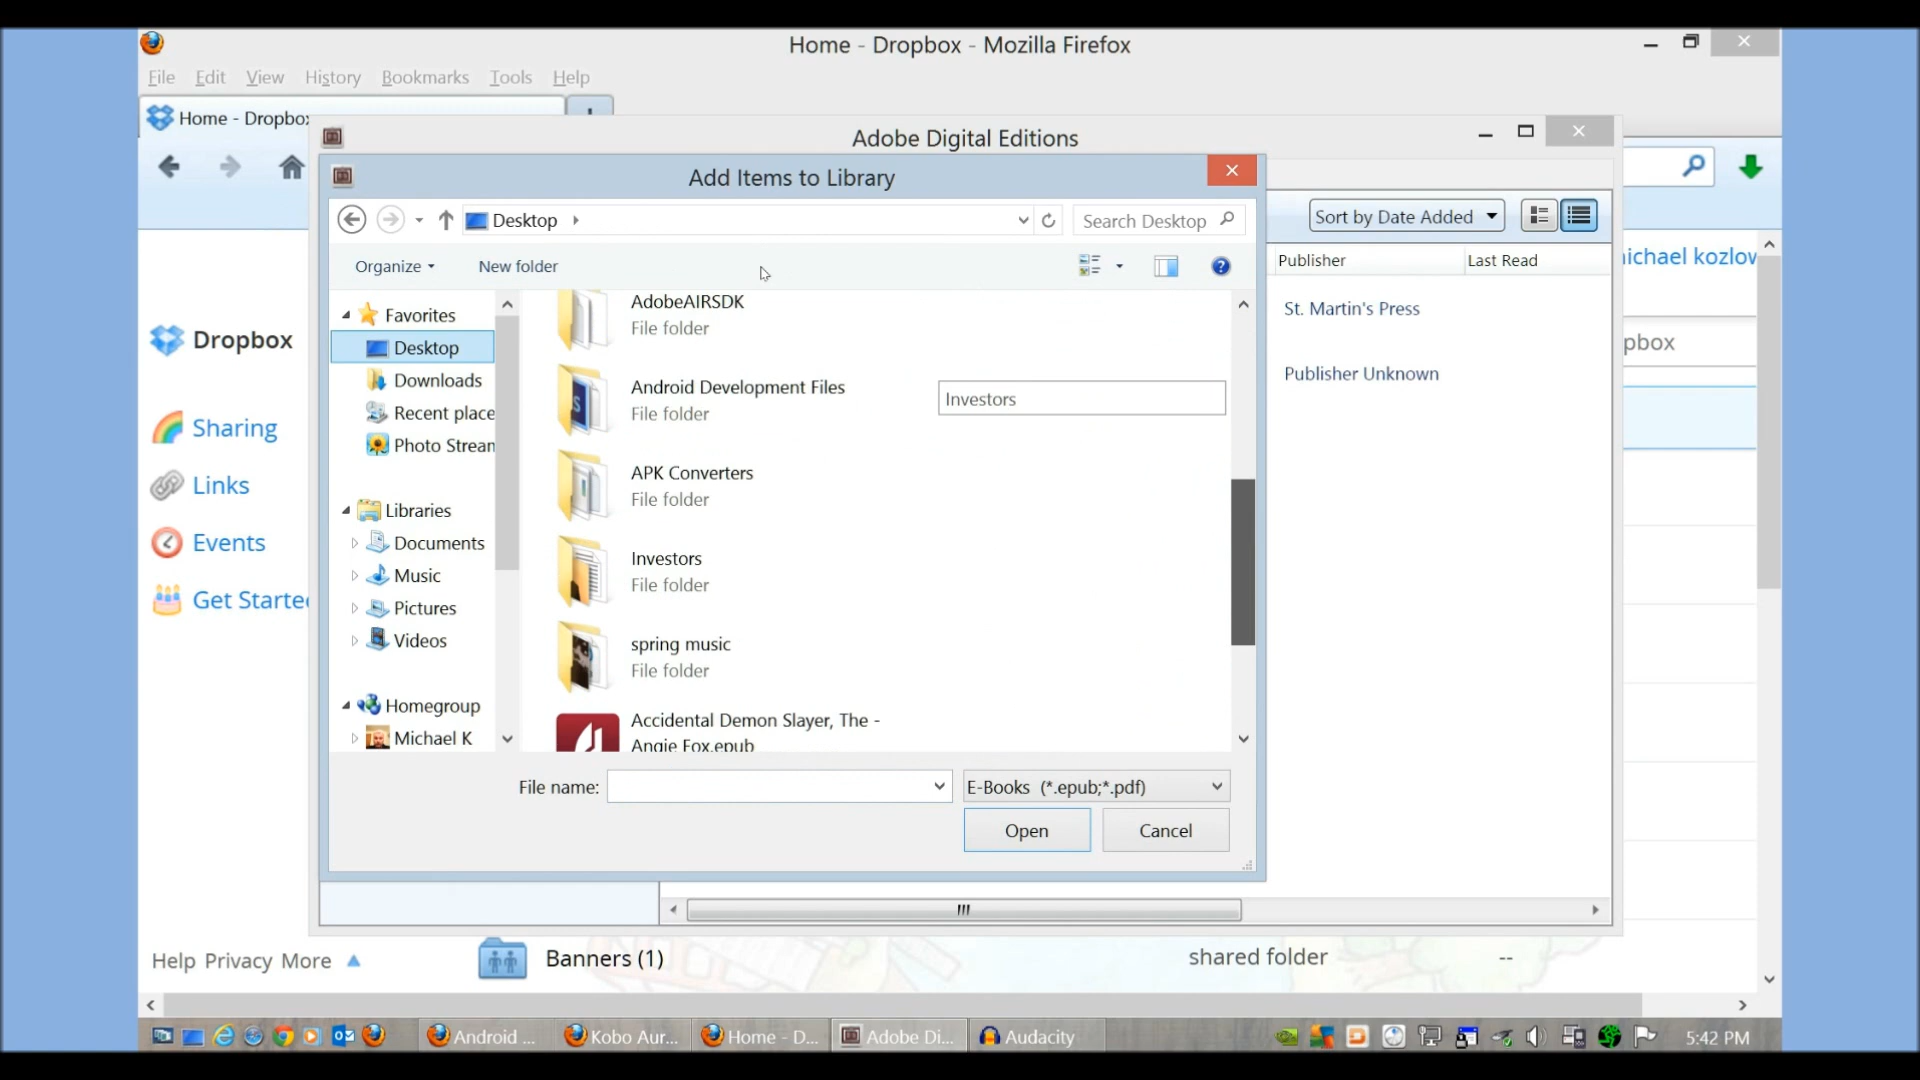 Home - Dropbox - Mozilla Firefox
File Edit View History Bookmarks Tools Help
Home - Dropbox
Adobe Digital Editions
Add Items to Library
Desktop
Search Desktop
Sort by Date Added
Organize
New folder
Publisher
Last Read
michael kozlow
Favorites
Desktop
Downloads
Recent place
Photo Stream
Libraries
Documents
Music
Pictures
Videos
Homegroup
Michael K
AdobeAIRSDK
File folder
Android Development Files
File folder
Investors
APK Converters
File folder
Investors
File folder
spring music
File folder
Accidental Demon Slayer, The -
Angie Fox.epub
St. Martin's Press
Publisher Unknown
pbox
Dropbox
Sharing
Links
Events
Get Started
File name:
E-Books (*.epub;*.pdf)
Open
Cancel
Help Privacy More
Banners (1)
shared folder
--
Android ...
Kobo Aur...
Home - D...
Adobe Di...
Audacity
5:42 PM